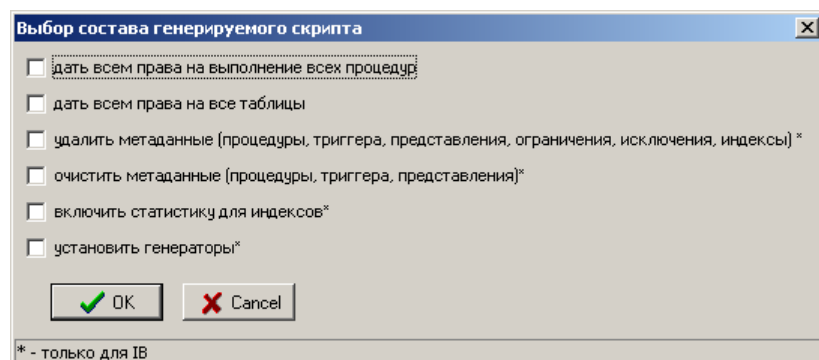 Выбор состава генерируемого скрипта
дать всем права на выполнение всех процедур
дать всем права на все таблицы
удалить метаданные (процедуры, триггера, представления, ограничения, исключения, индексы) *
очистить метаданные (процедуры, триггера, представления)*
включить статистику для индексов*
установить генераторы*
OK Cancel
* - только для IB